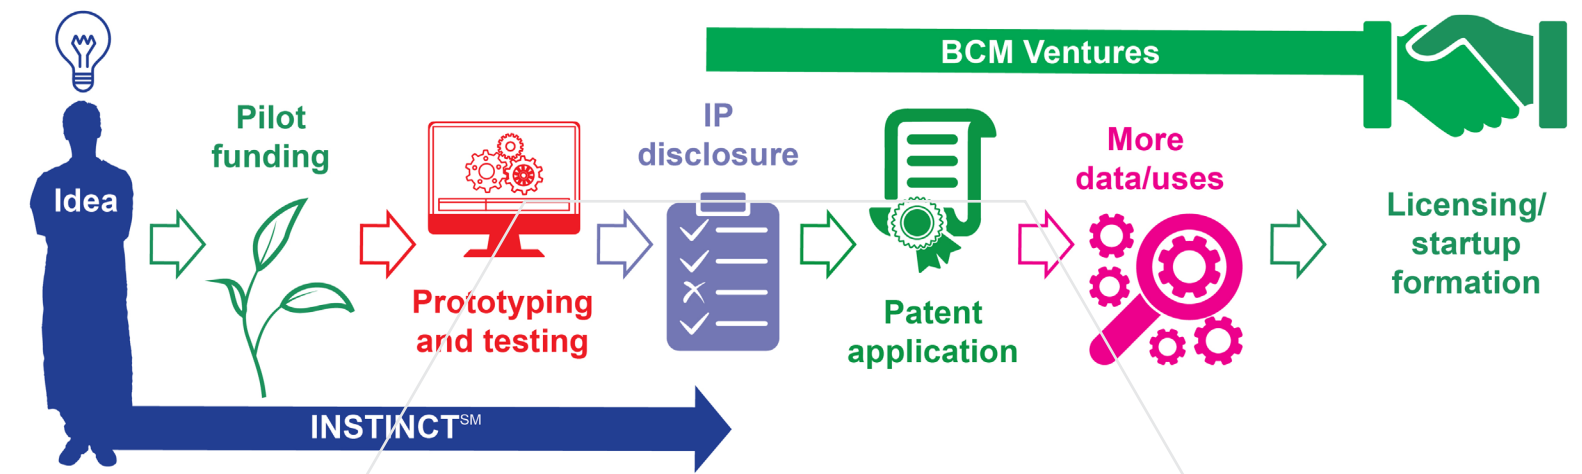 BCM Ventures
Idea
Pilot
funding
Prototyping
and testing
IP
disclosure
Patent
application
More
data/uses
Licensing/
startup
formation
INSTINCT℠